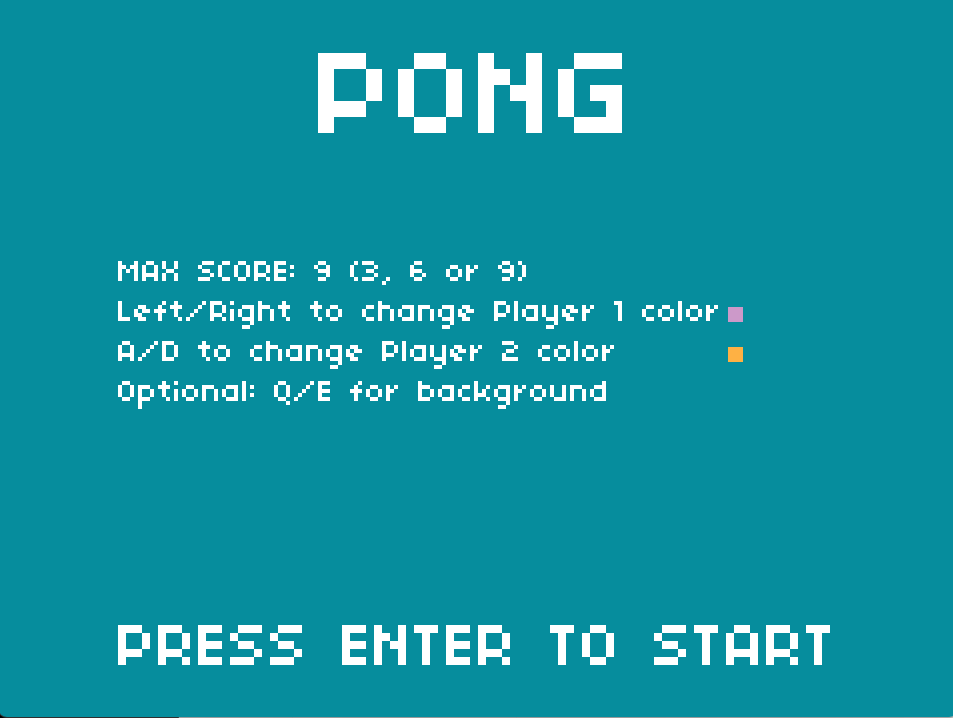 PONG
MAX SCORE: 9 (3, 6 or 9)
Left/Right to change Player 1 color
A/D to change Player 2 color
Optional: Q/E for background
PRESS ENTER TO START